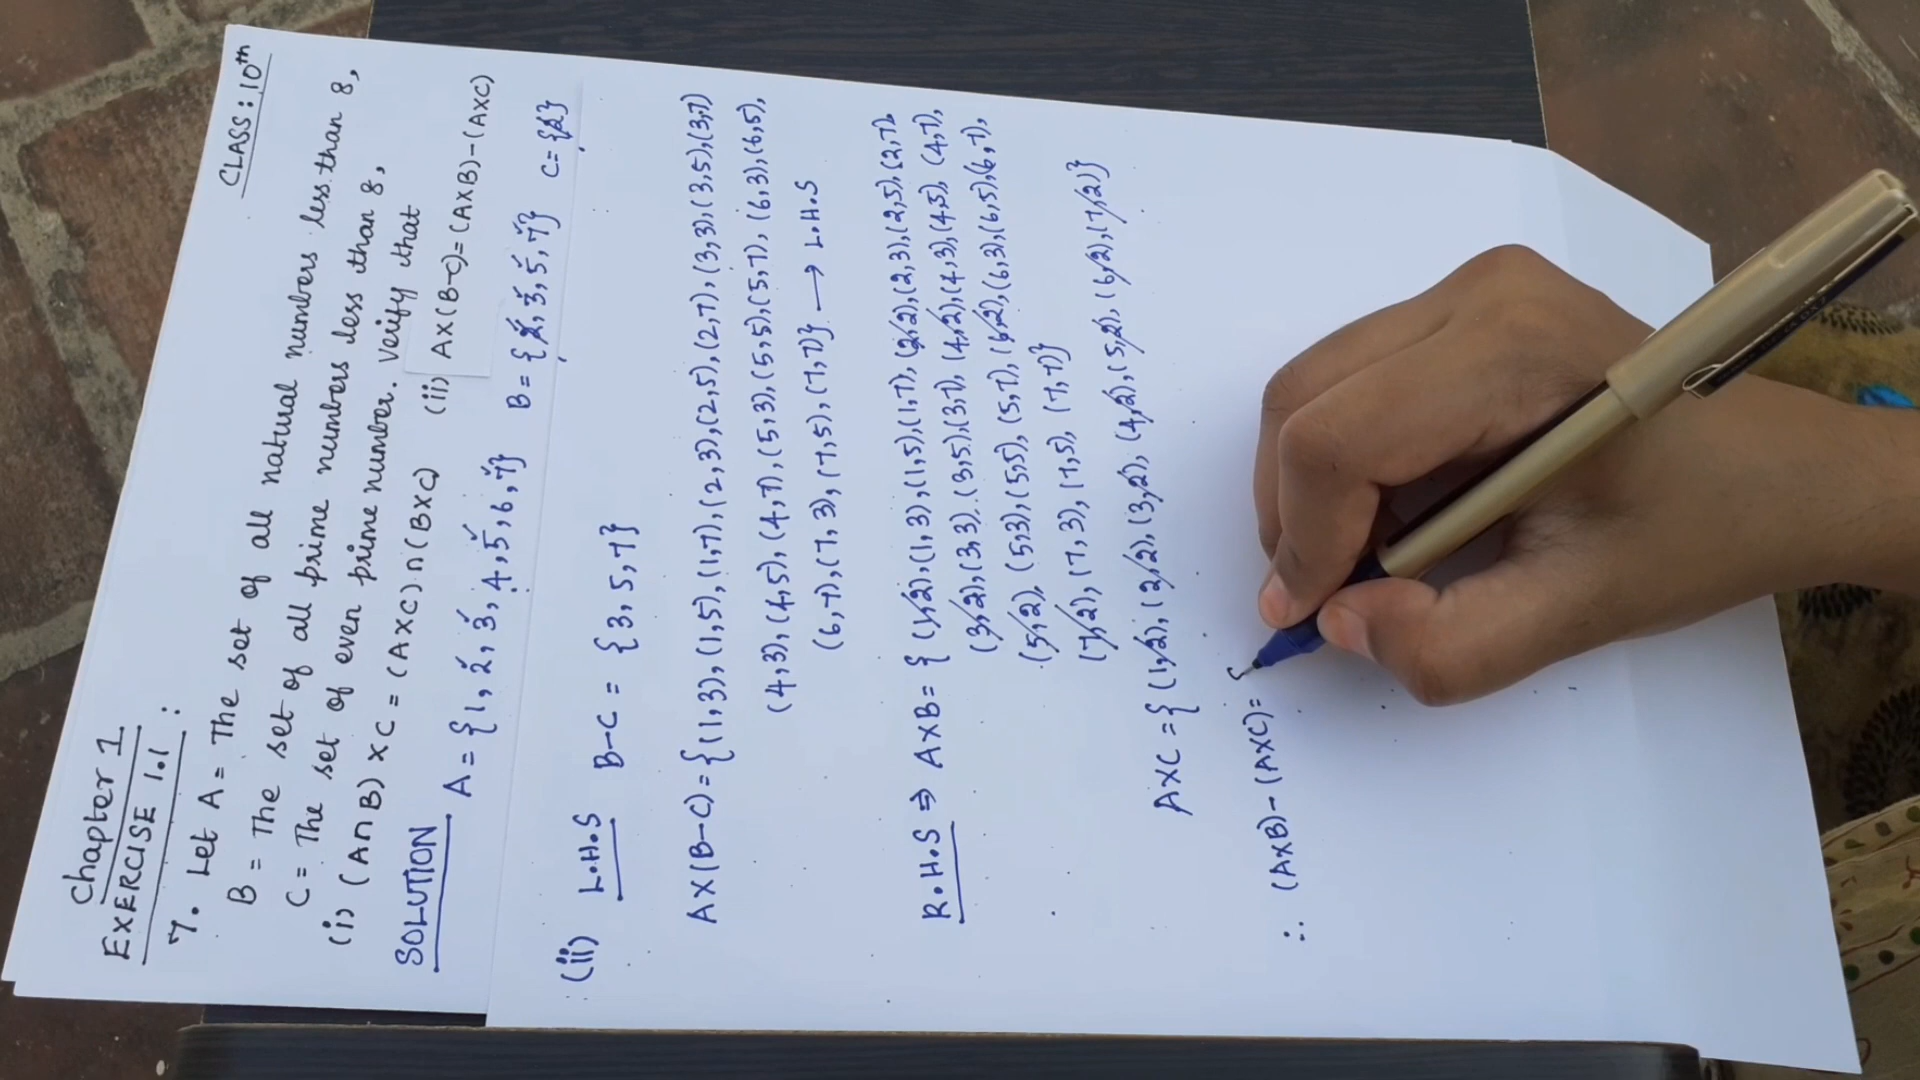 Chapter 1
CLASS: 10th
EXERCISE 1.1
7. Let A = The set of all natural numbers less than 8,
B = The set of all prime numbers less than 8,
C = The set of even prime number. Verify that
(i) (A∩B)×C = (A×C)∩(B×C) (ii) A×(B-C)=(A×B)-(A×C)
SOLUTION
A = {1,2,3,4,5,6,7} B = {2,3,5,7} C={2}
(ii) L.H.S B-C = {3,5,7}
A×(B-C)={(1,3),(1,5),(1,7),(2,3),(2,5),(2,7),(3,3),(3,5),(3,7)
(4,3),(4,5),(4,7),(5,3),(5,5),(5,7),(6,3),(6,5),
(6,7),(7,3),(7,5),(7,7)} → L.H.S
R.H.S ⇒ A×B= {(1,2),(1,3),(1,5),(1,7),(2,2),(2,3),(2,5),(2,7),
(3,2),(3,3),(3,5),(3,7),(4,2),(4,3),(4,5),(4,7),
(5,2),(5,3),(5,5),(5,7),(6,2),(6,3),(6,5),(6,7),
(7,2),(7,3),(7,5),(7,7)}
A×C={(1,2),(2,2),(3,2),(4,2),(5,2),(6,2),(7,2)}
∴ (A×B)-(A×C)=